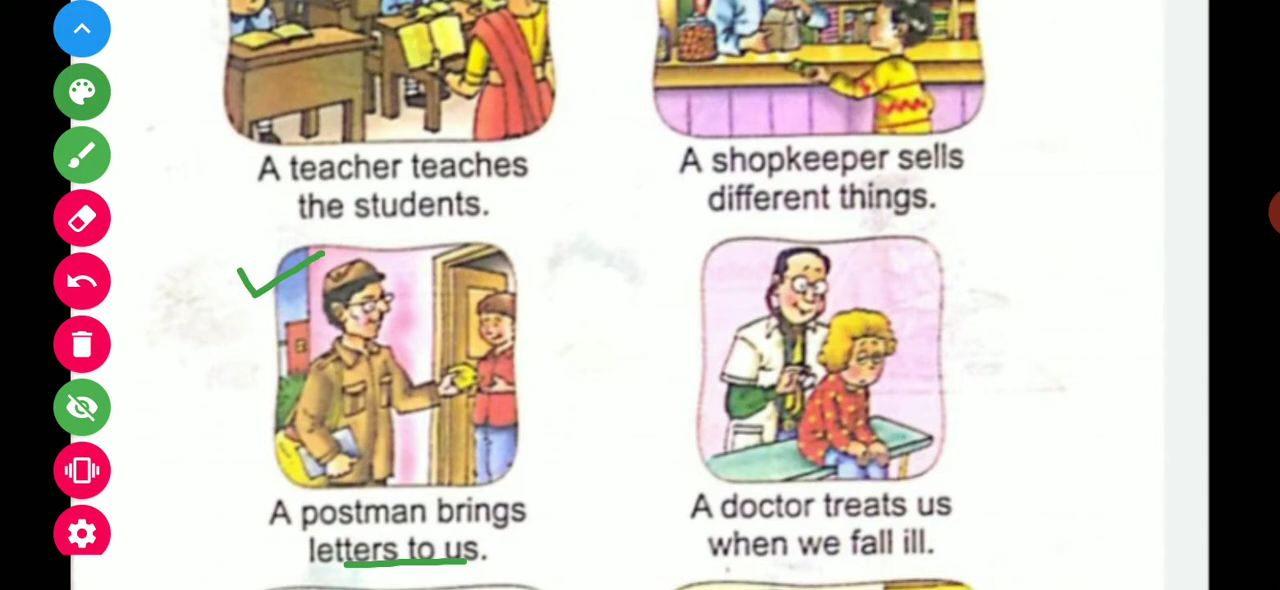 A teacher teaches
the students.
A shopkeeper sells
different things.
A postman brings
letters to us.
A doctor treats us
when we fall ill.